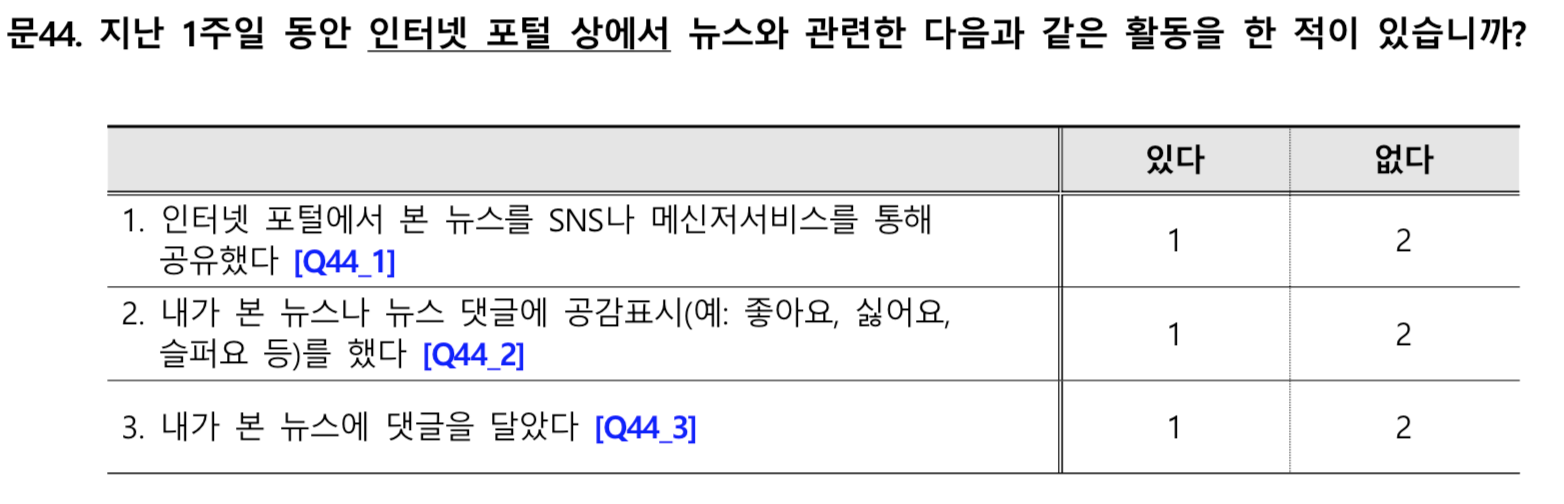 문44. 지난 1주일 동안 인터넷 포털 상에서 뉴스와 관련한 다음과 같은 활동을 한 적이 있습니까?
있다 없다
1. 인터넷 포털에서 본 뉴스를 SNS나 메신저서비스를 통해
공유했다 [Q44_1]
1 2
2. 내가 본 뉴스나 뉴스 댓글에 공감표시(예: 좋아요, 싫어요,
슬퍼요 등)를 했다 [Q44_2]
1 2
3. 내가 본 뉴스에 댓글을 달았다 [Q44_3]
1 2